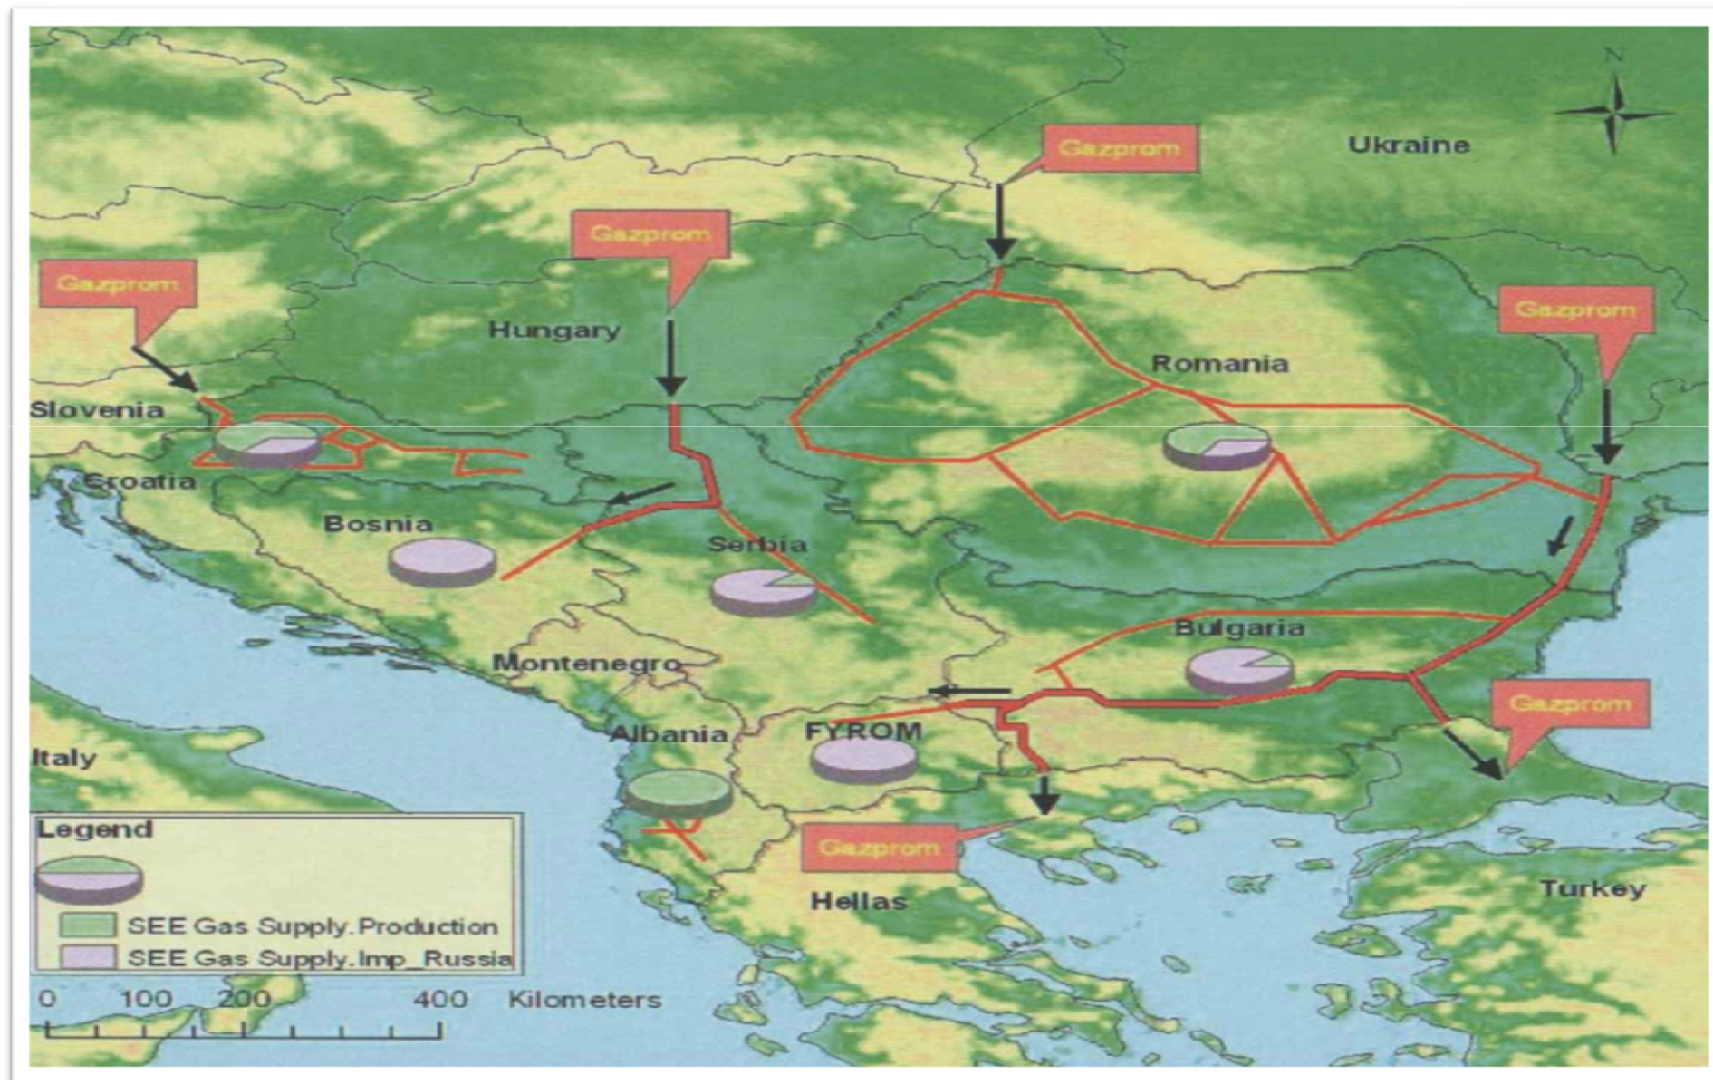 N
Gazprom
Ukraine
Gazprom
Gazprom
Gazprom
Hungary
Romania
Slovenia
Croatia
Bosnia
Serbia
Bulgaria
Montenegro
Gazprom
Albania
FYROM
Italy
Legend
Gazprom
Turkey
Hellas
SEE Gas Supply.Production
SEE Gas Supply.Imp_Russia
0 100 200 400 Kilometers